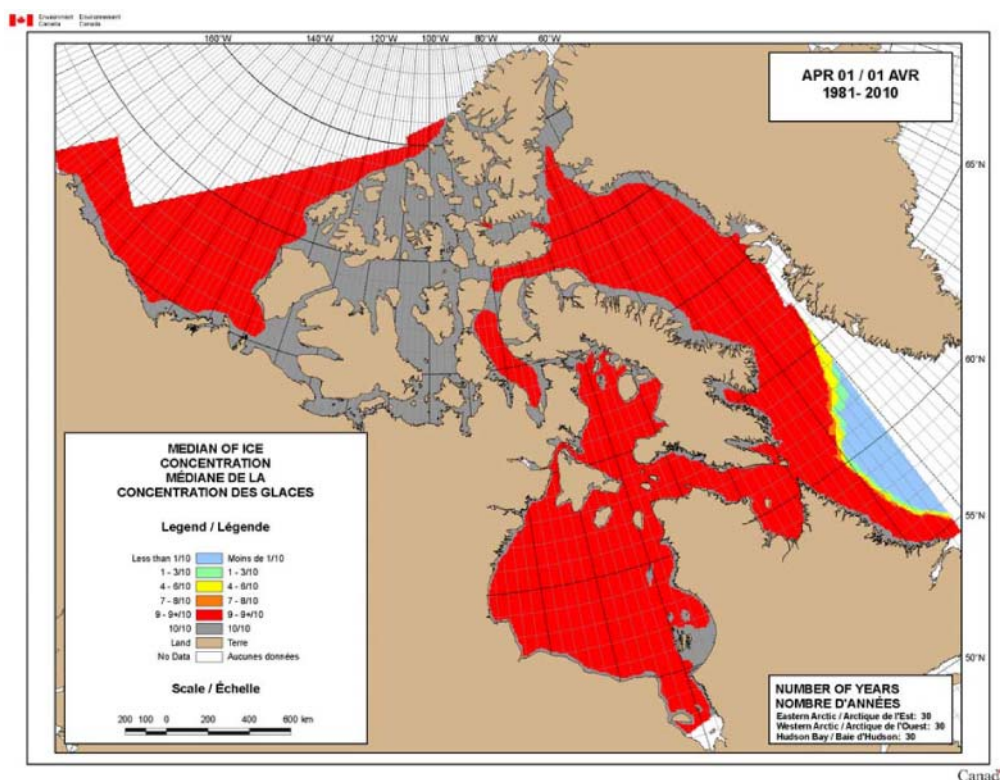 Environment Environnement
Canada Canada
160°W 140°W 120°W 100°W 80°W 60°W
APR 01 / 01 AVR
1981- 2010
65°N
60°N
55°N
50°N
MEDIAN OF ICE
CONCENTRATION
MÉDIANE DE LA
CONCENTRATION DES GLACES
Legend / Légende
Less than 1/10 Moins de 1/10
1 - 3/10 1 - 3/10
4 - 6/10 4 - 6/10
7 - 8/10 7 - 8/10
9 - 9+/10 9 - 9+/10
10/10 10/10
Land Terre
No Data Aucunes données
Scale / Échelle
200 100 0 200 400 600 km
NUMBER OF YEARS
NOMBRE D'ANNÉES
Eastern Arctic / Arctique de l'Est: 30
Western Arctic / Arctique de l'Ouest: 30
Hudson Bay / Baie d'Hudson: 30
Canada